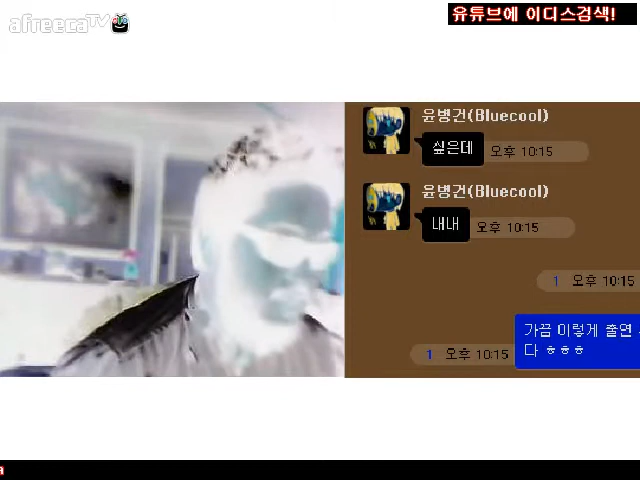 afreecaTV
유튜브에 이디스검색!
윤병건(Bluecool)
싶은데
오후 10:15
윤병건(Bluecool)
내내
오후 10:15
1 오후 10:15
가끔 이렇게 출연
다 ㅎㅎㅎ
1 오후 10:15